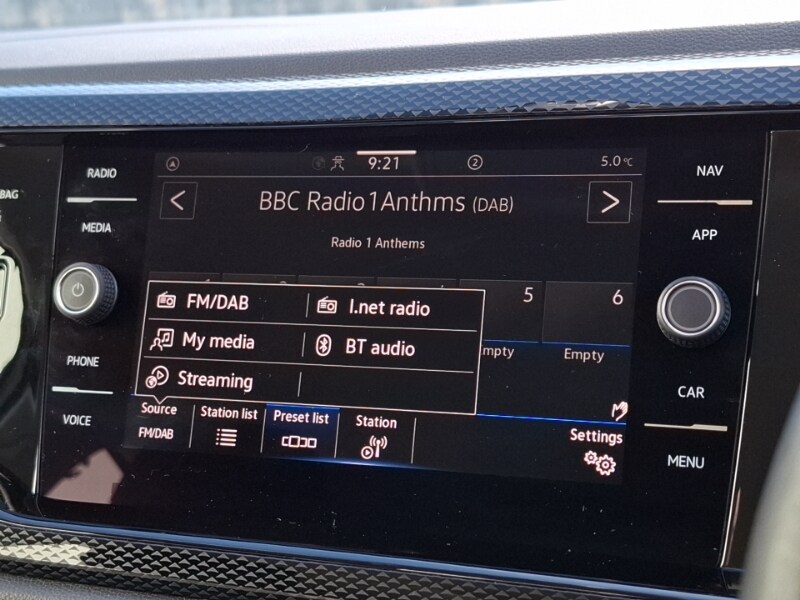 BAG
RADIO
MEDIA
PHONE
VOICE
9:21
2
5.0 °C
<
BBC Radio 1 Anthms (DAB)
>
Radio 1 Anthems
5
6
Empty
FM/DAB
I.net radio
My media
BT audio
Streaming
Source
FM/DAB
Station list
Preset list
Station
Settings
NAV
APP
CAR
MENU